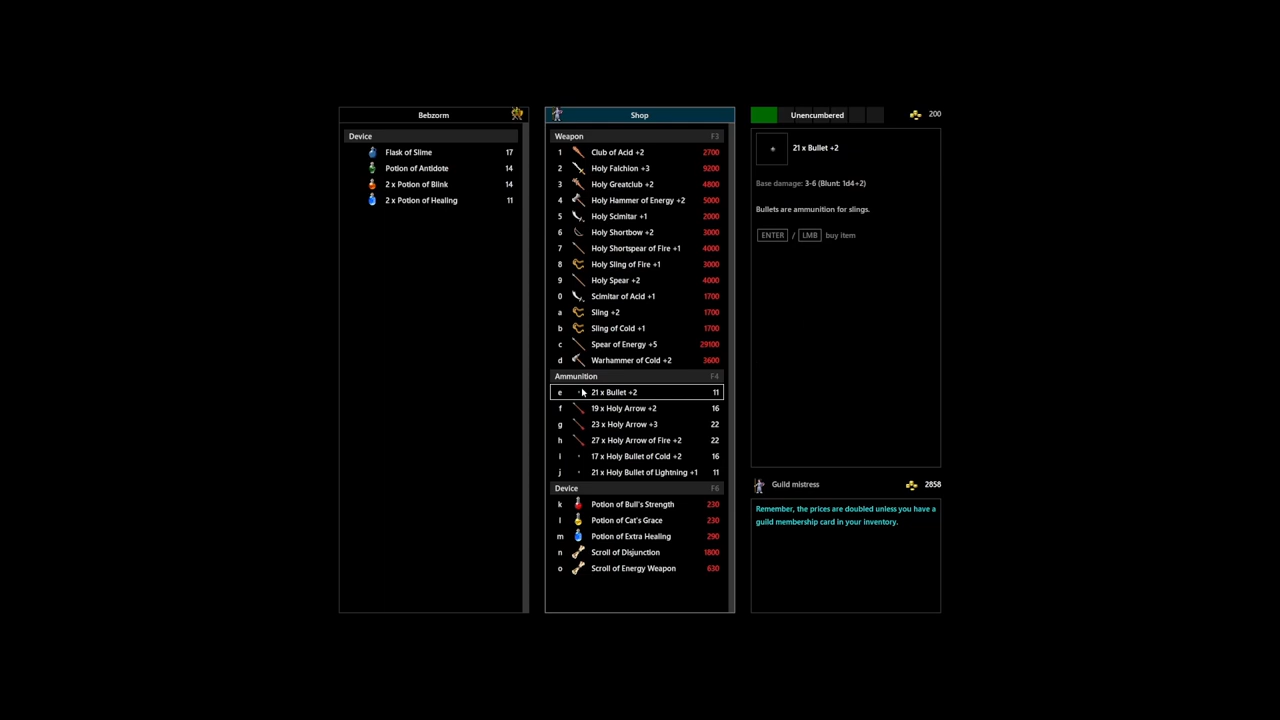 Bebzorm
Device
Flask of Slime 17
Potion of Antidote 14
2 x Potion of Blink 14
2 x Potion of Healing 11
Shop
Weapon F3
1 Club of Acid +2 2700
2 Holy Falchion +3 9200
3 Holy Greatclub +2 4800
4 Holy Hammer of Energy +2 5000
5 Holy Scimitar +1 2000
6 Holy Shortbow +2 3000
7 Holy Shortspear of Fire +1 4000
8 Holy Sling of Fire +1 3000
9 Holy Spear +2 4000
0 Scimitar of Acid +1 1700
a Sling +2 1700
b Sling of Cold +1 1700
c Spear of Energy +5 29100
d Warhammer of Cold +2 3600
Ammunition F4
e 21 x Bullet +2 11
f 19 x Holy Arrow +2 16
g 23 x Holy Arrow +3 22
h 27 x Holy Arrow of Fire +2 22
i 17 x Holy Bullet of Cold +2 16
j 21 x Holy Bullet of Lightning +1 11
Device F6
k Potion of Bull's Strength 230
l Potion of Cat's Grace 230
m Potion of Extra Healing 290
n Scroll of Disjunction 1800
o Scroll of Energy Weapon 630
Unencumbered 200
21 x Bullet +2
Base damage: 3-6 (Blunt: 1d4+2)
Bullets are ammunition for slings.
ENTER / LMB buy item
Guild mistress 2858
Remember, the prices are doubled unless you have a
guild membership card in your inventory.